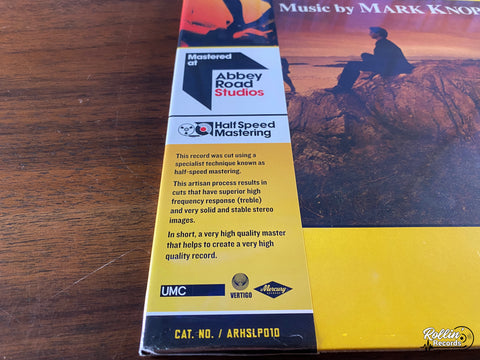 Music by MARK KNOP
Mastered
at
Abbey
Road
Studios
Half Speed
Mastering
This record was cut using a
specialist technique known as
half-speed mastering.
This artisan process results in
cuts that have superior high
frequency response (treble)
and very solid and stable stereo
images.
In short, a very high quality master
that helps to create a very high
quality record.
UMC
VERTIGO
Mercury
RECORDS
CAT. NO. / ARHSLP010
Rollin'
Records